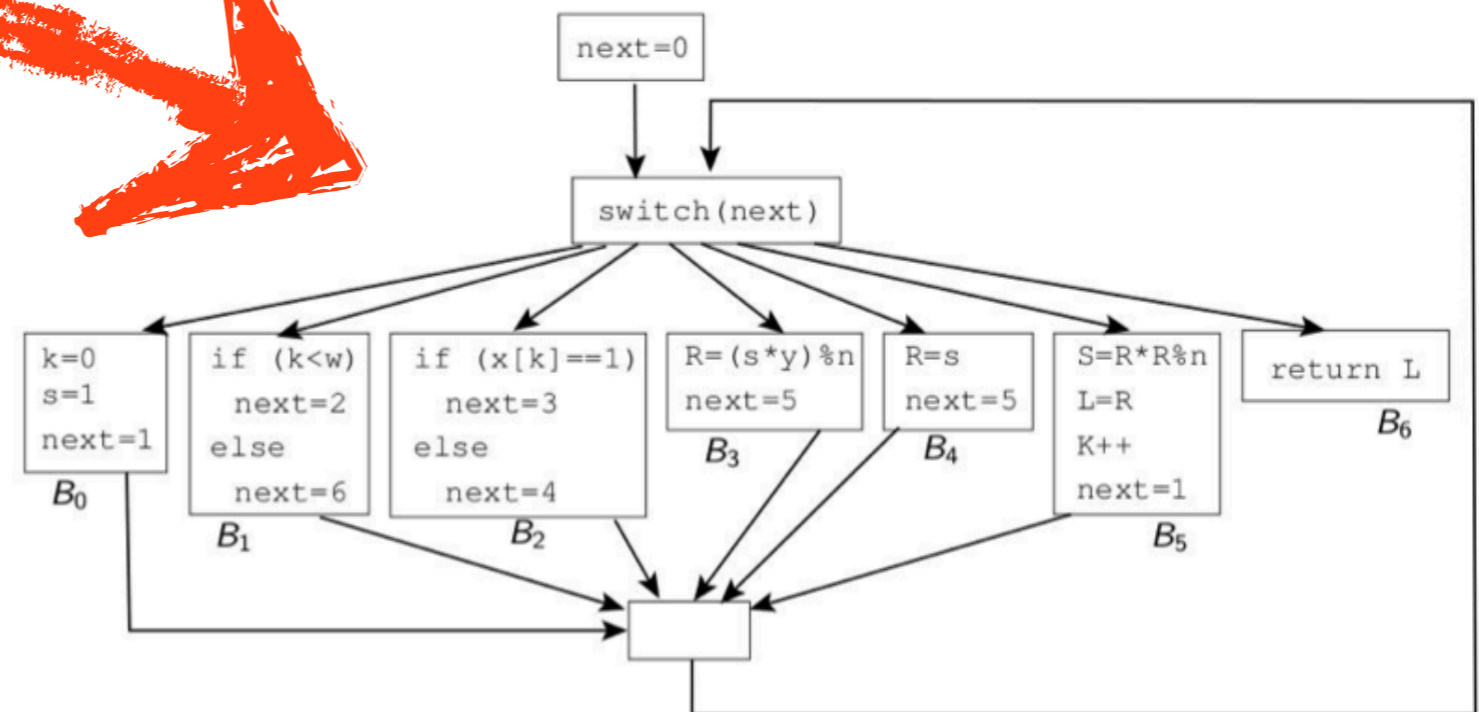 next=0
switch(next)
k=0
s=1
next=1
B0
if (k<w)
next=2
else
next=6
B1
if (x[k]==1)
next=3
else
next=4
B2
R=(s*y)%n
next=5
B3
R=s
next=5
B4
S=R*R%n
L=R
K++
next=1
B5
return L
B6